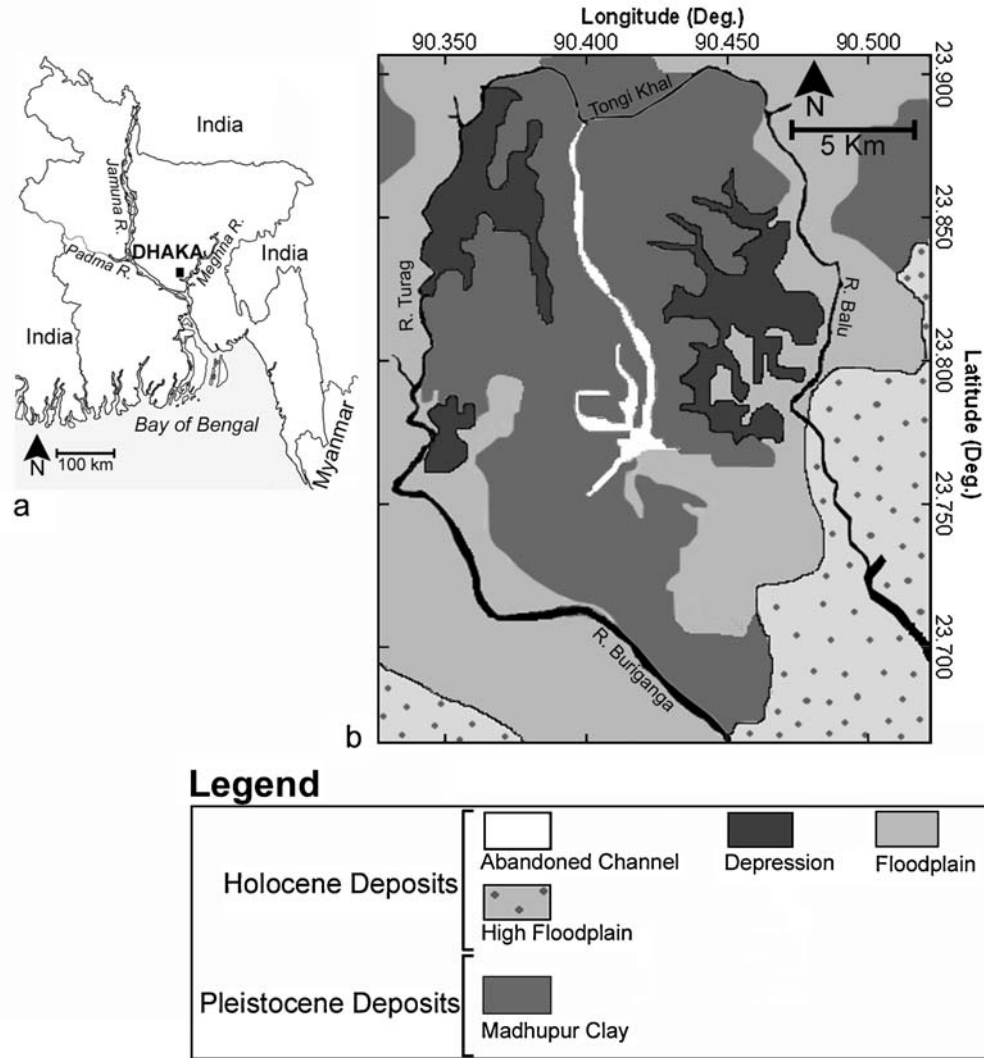 India
Jamuna R.
Padma R.
DHAKA
Meghna R.
India
India
Bay of Bengal
Myanmar
N
100 km
a
Longitude (Deg.)
90.350 90.400 90.450 90.500
23.900
23.850
23.800
23.750
23.700
Latitude (Deg.)
Tongi Khal
N
5 Km
R. Turag
R. Balu
R. Buriganga
b
Legend
Holocene Deposits
Abandoned Channel
Depression
Floodplain
High Floodplain
Pleistocene Deposits
Madhupur Clay